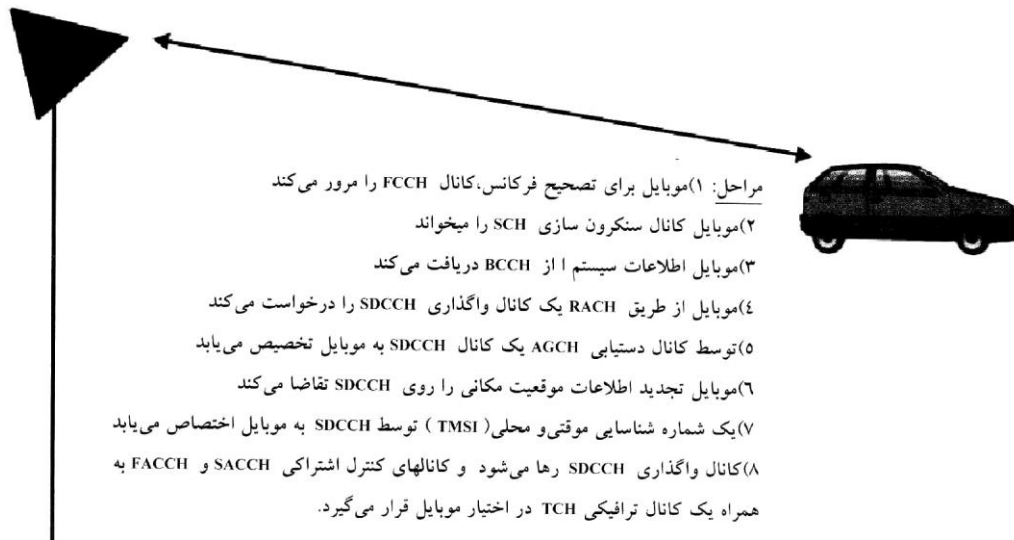 مراحل: ۱)موبایل برای تصحیح فرکانس،کانال FCCH را مرور می‌کند
۲)موبایل کانال سنکرون سازی SCH را میخواند
۳)موبایل اطلاعات سیستم ا از BCCH دریافت می‌کند
٤)موبایل از طریق RACH یک کانال واگذاری SDCCH را درخواست می‌کند
٥)توسط کانال دستیابی AGCH یک کانال SDCCH به موبایل تخصیص می‌یابد
٦)موبایل تجدید اطلاعات موقعیت مکانی را روی SDCCH تقاضا می‌کند
۷)یک شماره شناسایی موقتی‌و محلی( TMSI ) توسط SDCCH به موبایل اختصاص می‌یابد
۸)کانال واگذاری SDCCH رها می‌شود و کانالهای کنترل اشتراکی SACCH و FACCH به
همراه یک کانال ترافیکی TCH در اختیار موبایل قرار می‌گیرد.